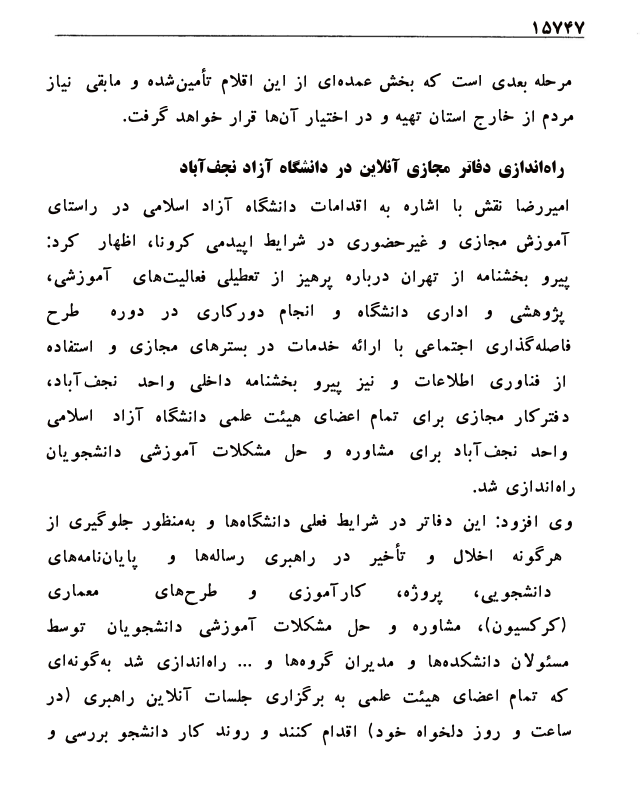 ۱۵۷۴۷
مرحله بعدی است که بخش عمده‌ای از این اقلام تأمین‌شده و مابقی نیاز
مردم از خارج استان تهیه و در اختیار آن‌ها قرار خواهد گرفت.
راه‌اندازی دفاتر مجازی آنلاین در دانشگاه آزاد نجف‌آباد
امیررضا نقش با اشاره به اقدامات دانشگاه آزاد اسلامی در راستای
آموزش مجازی و غیرحضوری در شرایط اپیدمی کرونا، اظهار کرد:
پیرو بخشنامه از تهران درباره پرهیز از تعطیلی فعالیت‌های آموزشی،
پژوهشی و اداری دانشگاه و انجام دورکاری در دوره طرح
فاصله‌گذاری اجتماعی با ارائه خدمات در بسترهای مجازی و استفاده
از فناوری اطلاعات و نیز پیرو بخشنامه داخلی واحد نجف‌آباد،
دفترکار مجازی برای تمام اعضای هیئت علمی دانشگاه آزاد اسلامی
واحد نجف‌آباد برای مشاوره و حل مشکلات آموزشی دانشجویان
راه‌اندازی شد.
وی افزود: این دفاتر در شرایط فعلی دانشگاه‌ها و به‌منظور جلوگیری از
هرگونه اخلال و تأخیر در راهبری رساله‌ها و پایان‌نامه‌های
دانشجویی، پروژه، کارآموزی و طرح‌های معماری
(کرکسیون)، مشاوره و حل مشکلات آموزشی دانشجویان توسط
مسئولان دانشکده‌ها و مدیران گروه‌ها و ... راه‌اندازی شد به‌گونه‌ای
که تمام اعضای هیئت علمی به برگزاری جلسات آنلاین راهبری (در
ساعت و روز دلخواه خود) اقدام کنند و روند کار دانشجو بررسی و